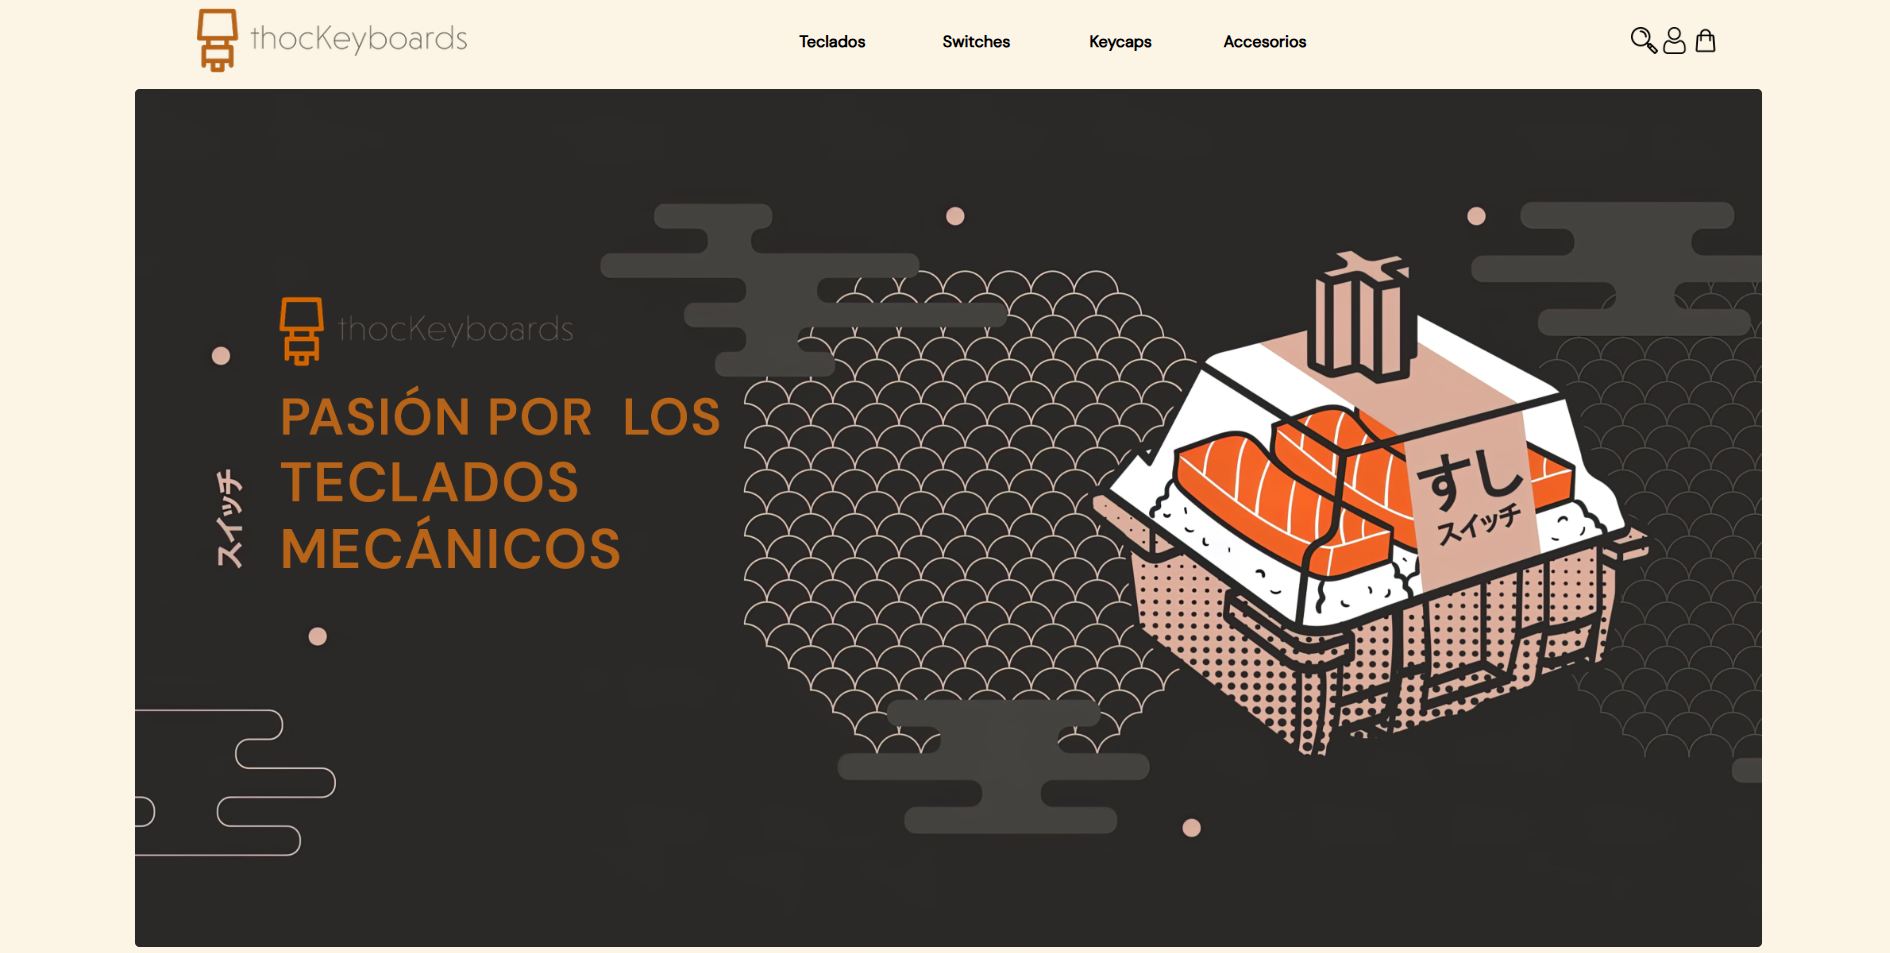 thocKeyboards
Teclados
Switches
Keycaps
Accesorios
thocKeyboards
PASIÓN POR LOS
TECLADOS
MECÁNICOS
スイッチ
すし
スイッチ